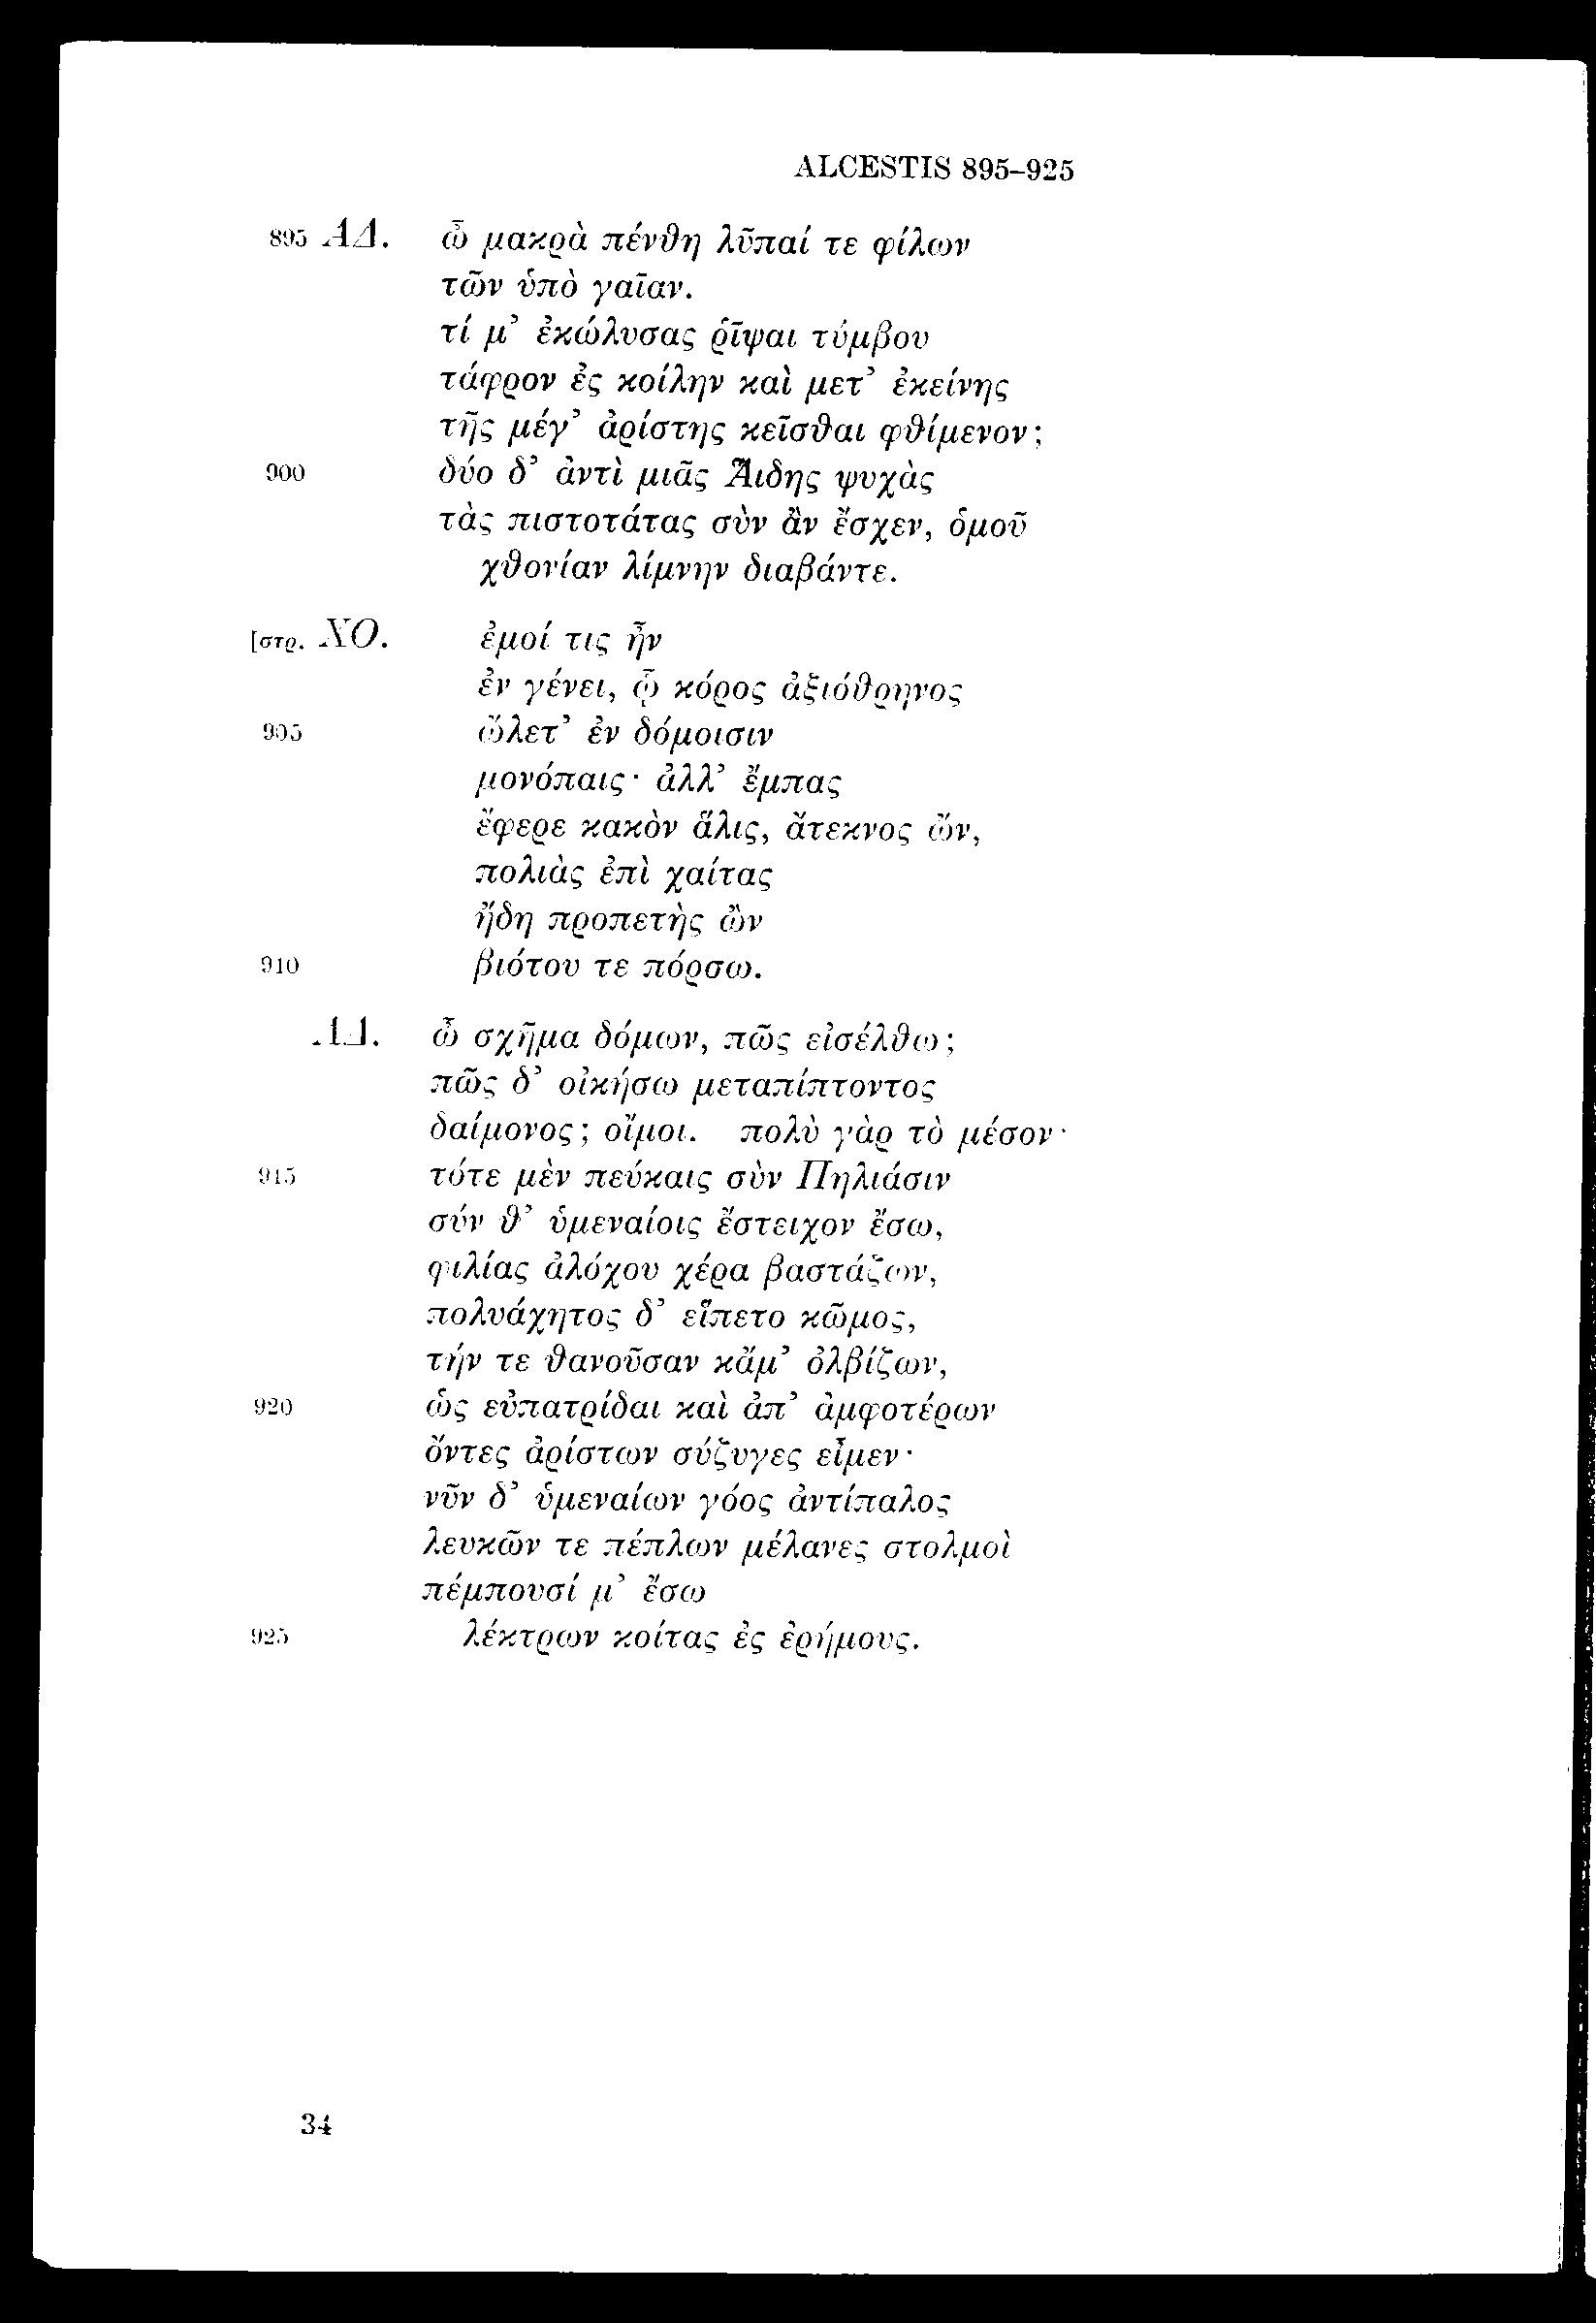 ALCESTIS 895–925
895 ΑΔ. ὦ μακρὰ πένθη λῦπαί τε φίλων
τῶν ὑπὸ γαῖαν.
τί μ’ ἐκώλυσας ῥῖψαι τύμβου
τάφρον ἐς κοίλην καὶ μετ’ ἐκείνης
τῆς μέγ’ ἀρίστης κεῖσθαι φθίμενον;
900 δύο δ’ ἀντὶ μιᾶς Ἅιδης ψυχὰς
τὰς πιστοτάτας σὺν ἂν ἔσχεν, ὁμοῦ
χθονίαν λίμνην διαβάντε.
[στρ. ΧΟ. ἐμοί τις ἦν
ἐν γένει, ᾧ κόρος ἀξιόθρηνος
905 ὤλετ’ ἐν δόμοισιν
μονόπαις· ἀλλ’ ἔμπας
ἔφερε κακὸν ἅλις, ἄτεκνος ὤν,
πολιὰς ἐπὶ χαίτας
ἤδη προπετὴς ὢν
910 βιότου τε πόρσω.
ΑΔ. ὦ σχῆμα δόμων, πῶς εἰσέλθω;
πῶς δ’ οἰκήσω μεταπίπτοντος
δαίμονος; οἴμοι. πολὺ γὰρ τὸ μέσον·
915 τότε μὲν πεύκαις σὺν Πηλιάσιν
σύν θ’ ὑμεναίοις ἔστειχον ἔσω,
φιλίας ἀλόχου χέρα βαστάζων,
πολυάχητος δ’ εἵπετο κῶμος,
τήν τε θανοῦσαν κἄμ’ ὀλβίζων,
920 ὡς εὐπατρίδαι καὶ ἀπ’ ἀμφοτέρων
ὄντες ἀρίστων σύζυγες εἶμεν·
νῦν δ’ ὑμεναίων γόος ἀντίπαλος
λευκῶν τε πέπλων μέλανες στολμοὶ
πέμπουσί μ’ ἔσω
925 λέκτρων κοίτας ἐς ἐρήμους.
34